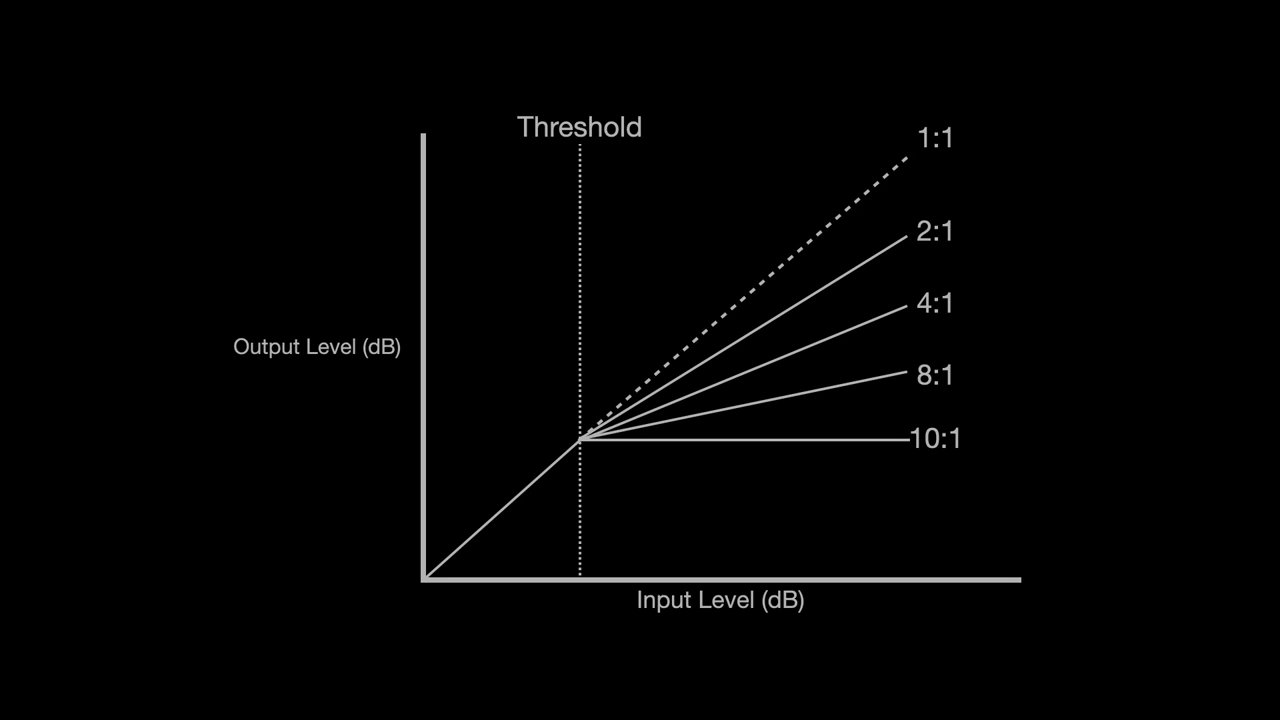 Threshold
1:1
2:1
4:1
Output Level (dB)
8:1
10:1
Input Level (dB)